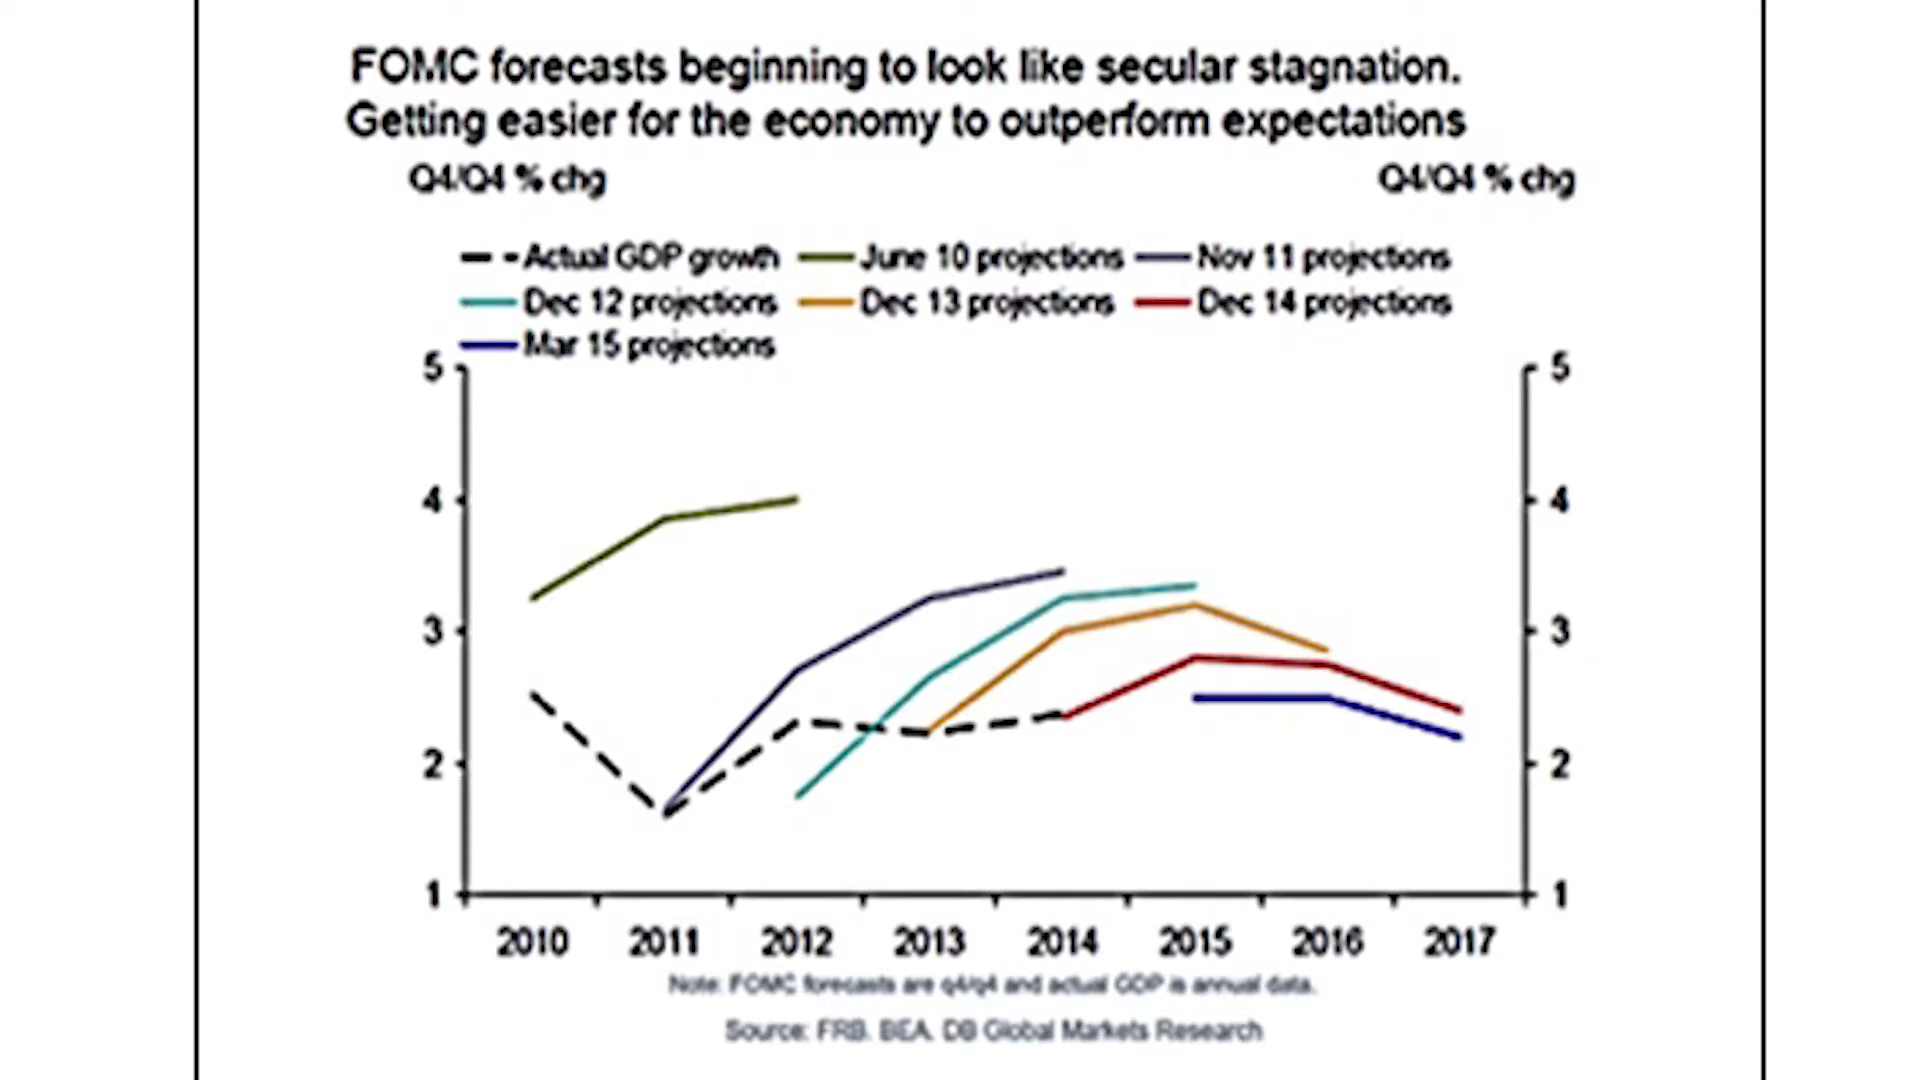 FOMC forecasts beginning to look like secular stagnation.
Getting easier for the economy to outperform expectations
Q4/Q4 % chg Q4/Q4 % chg
Actual GDP growth June 10 projections Nov 11 projections
Dec 12 projections Dec 13 projections Dec 14 projections
Mar 15 projections
5 5
4 4
3 3
2 2
1 1
2010 2011 2012 2013 2014 2015 2016 2017
Note: FOMC forecasts are q4/q4 and actual GDP is annual data.
Source: FRB, BEA, DB Global Markets Research